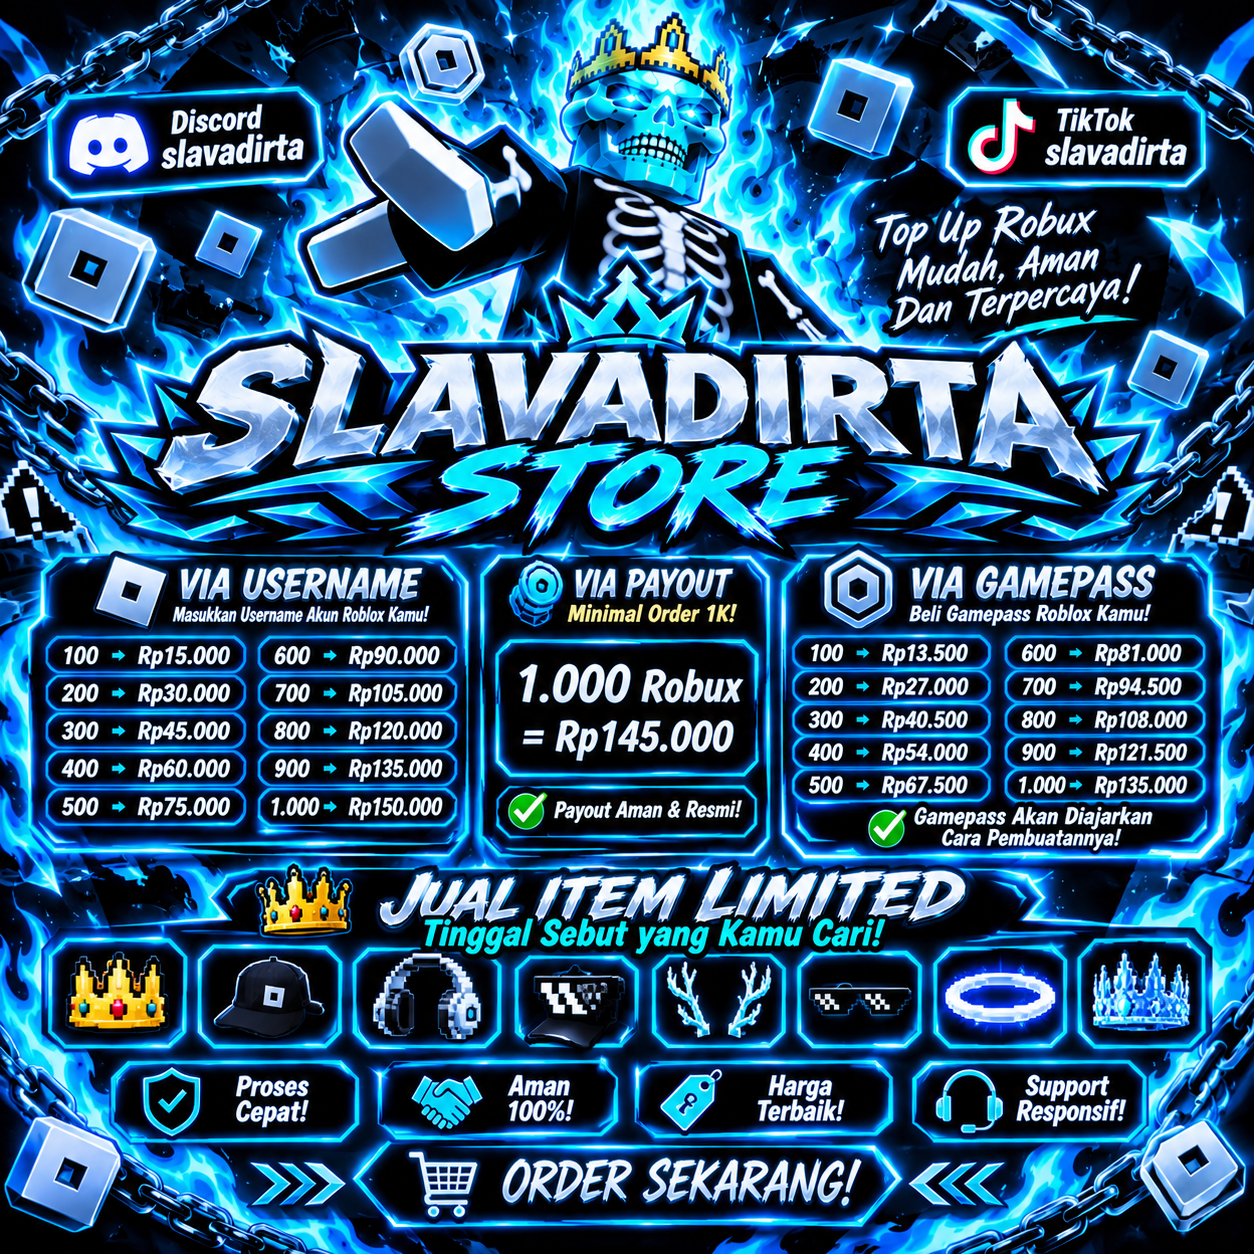 Discord
slavadirta
TikTok
slavadirta
Top Up Robux
Mudah, Aman
Dan Terpercaya!
SLAVADIRTA
STORE
VIA USERNAME
Masukkan Username Akun Roblox Kamu!
100 → Rp15.000
200 → Rp30.000
300 → Rp45.000
400 → Rp60.000
500 → Rp75.000
600 → Rp90.000
700 → Rp105.000
800 → Rp120.000
900 → Rp135.000
1.000 → Rp150.000
VIA PAYOUT
Minimal Order 1K!
1.000 Robux
= Rp145.000
Payout Aman & Resmi!
VIA GAMEPASS
Beli Gamepass Roblox Kamu!
100 → Rp13.500
200 → Rp27.000
300 → Rp40.500
400 → Rp54.000
500 → Rp67.500
600 → Rp81.000
700 → Rp94.500
800 → Rp108.000
900 → Rp121.500
1.000 → Rp135.000
Gamepass Akan Diajarkan
Cara Pembuatannya!
JUAL ITEM LIMITED
Tinggal Sebut yang Kamu Cari!
Proses
Cepat!
Aman
100%!
Harga
Terbaik!
Support
Responsif!
ORDER SEKARANG!